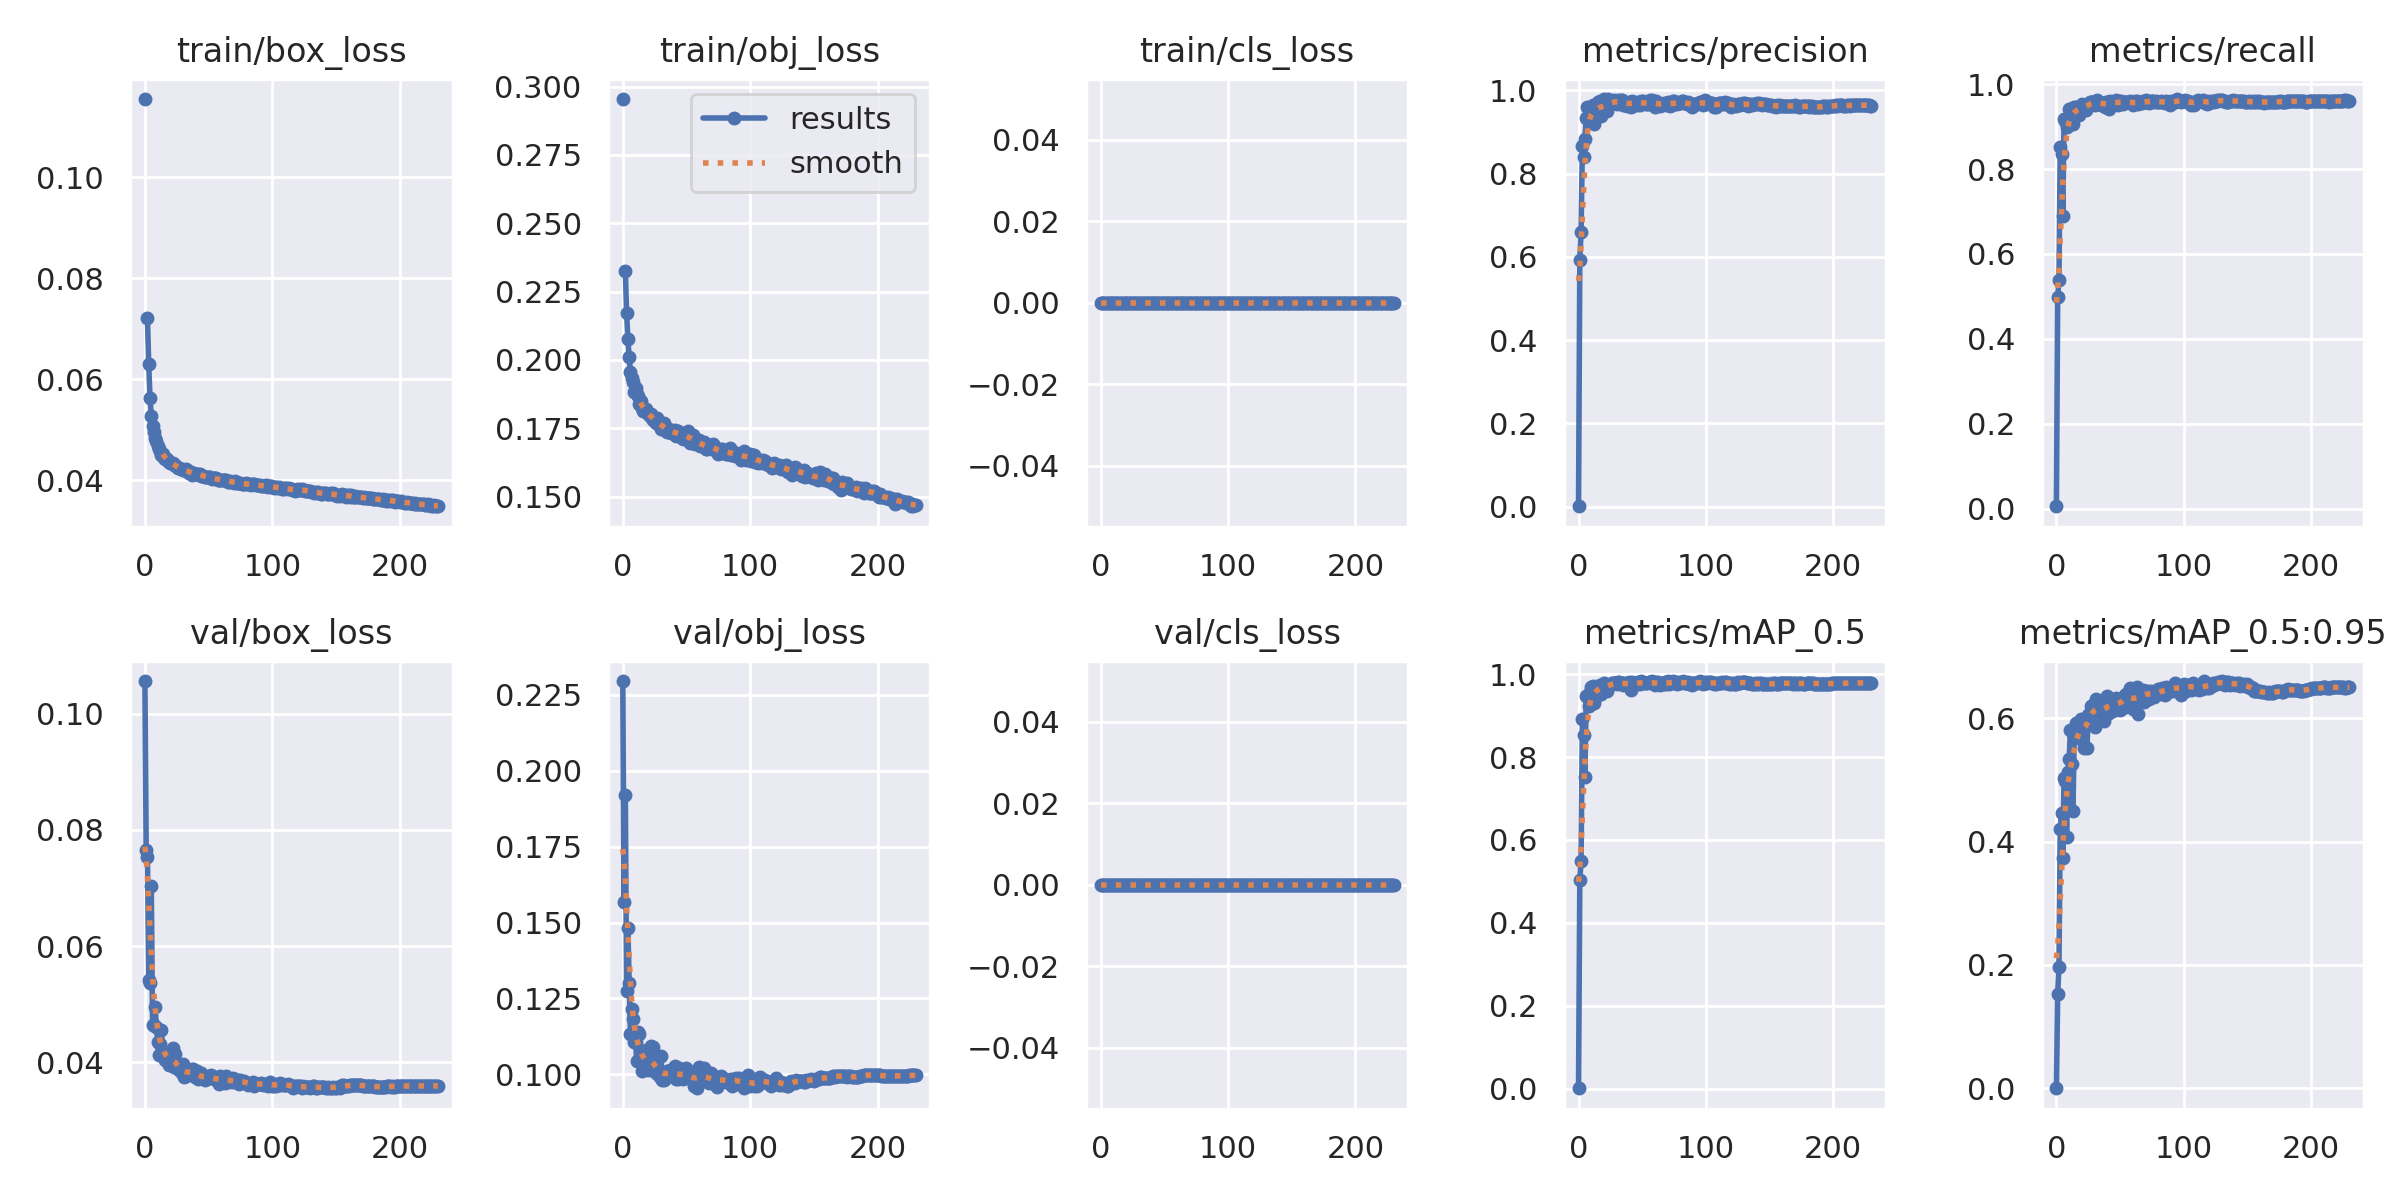 train/box_loss
train/obj_loss
train/cls_loss
metrics/precision
metrics/recall
0.10
0.08
0.06
0.04
0 100 200
0.300
0.275
0.250
0.225
0.200
0.175
0.150
results
smooth
0 100 200
0.04
0.02
0.00
−0.02
−0.04
0 100 200
1.0
0.8
0.6
0.4
0.2
0.0
0 100 200
1.0
0.8
0.6
0.4
0.2
0.0
0 100 200
val/box_loss
val/obj_loss
val/cls_loss
metrics/mAP_0.5
metrics/mAP_0.5:0.95
0.10
0.08
0.06
0.04
0 100 200
0.225
0.200
0.175
0.150
0.125
0.100
0 100 200
0.04
0.02
0.00
−0.02
−0.04
0 100 200
1.0
0.8
0.6
0.4
0.2
0.0
0 100 200
0.6
0.4
0.2
0.0
0 100 200